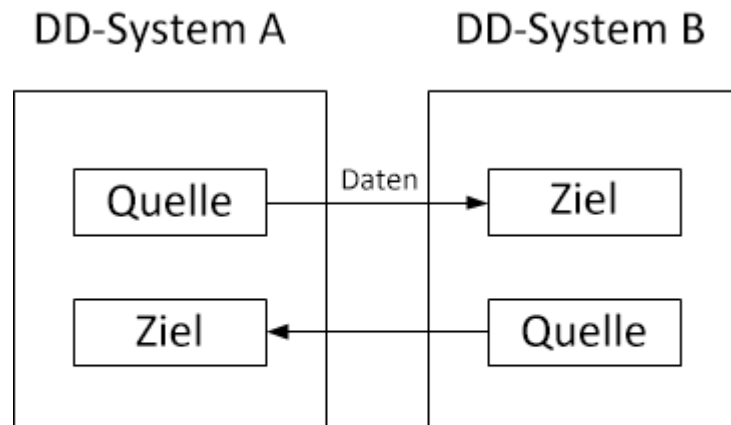 DD-System A
DD-System B
Daten
Quelle
Ziel
Ziel
Quelle